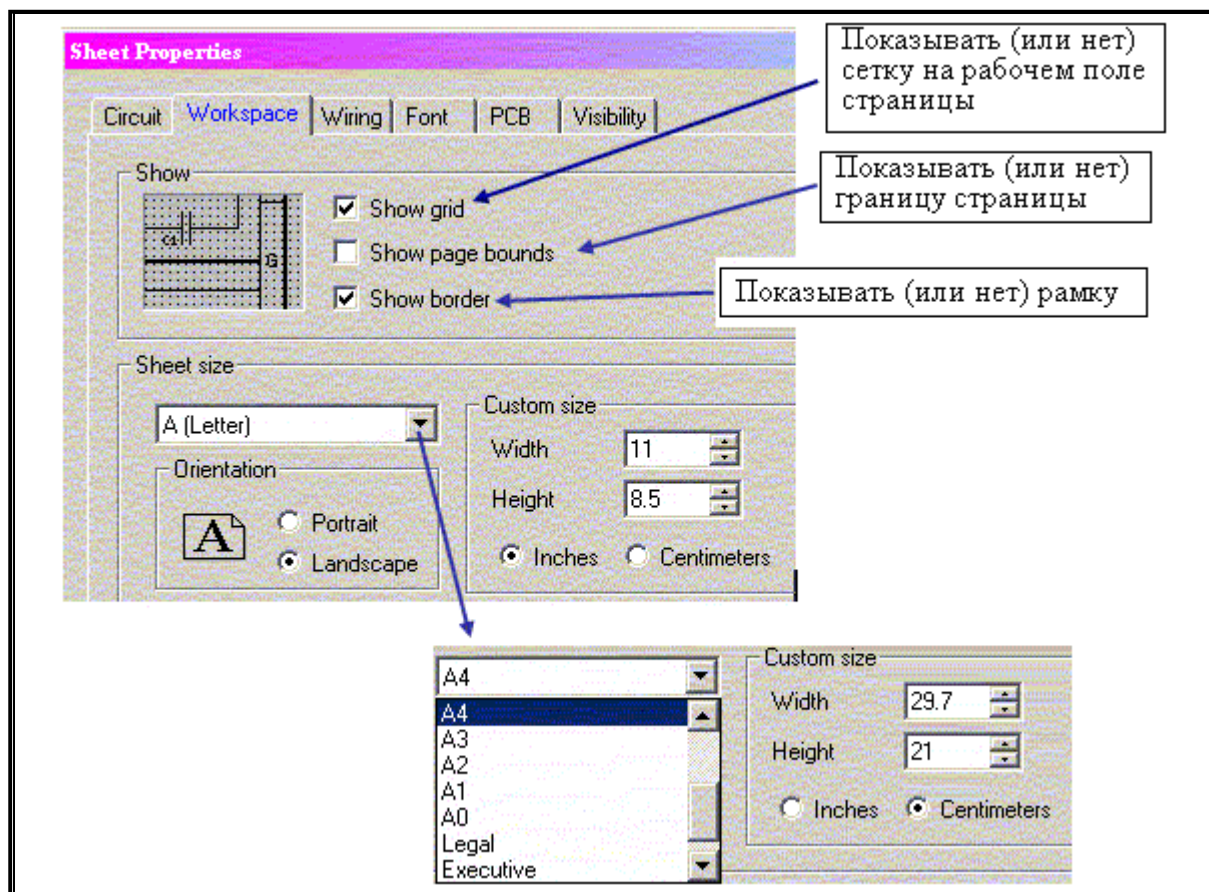 Sheet Properties
Показывать (или нет)
сетку на рабочем поле
страницы
Circuit Workspace Wiring Font PCB Visibility
Show
Показывать (или нет)
границу страницы
Show grid
C1
Show page bounds
Show border
Показывать (или нет) рамку
Sheet size
A (Letter)
Custom size
Width 11
Orientation
Height 8.5
A
Portrait
Landscape
Inches Centimeters
A4
Custom size
Width 29.7
A4
A3
Height 21
A2
A1
Inches Centimeters
A0
Legal
Executive